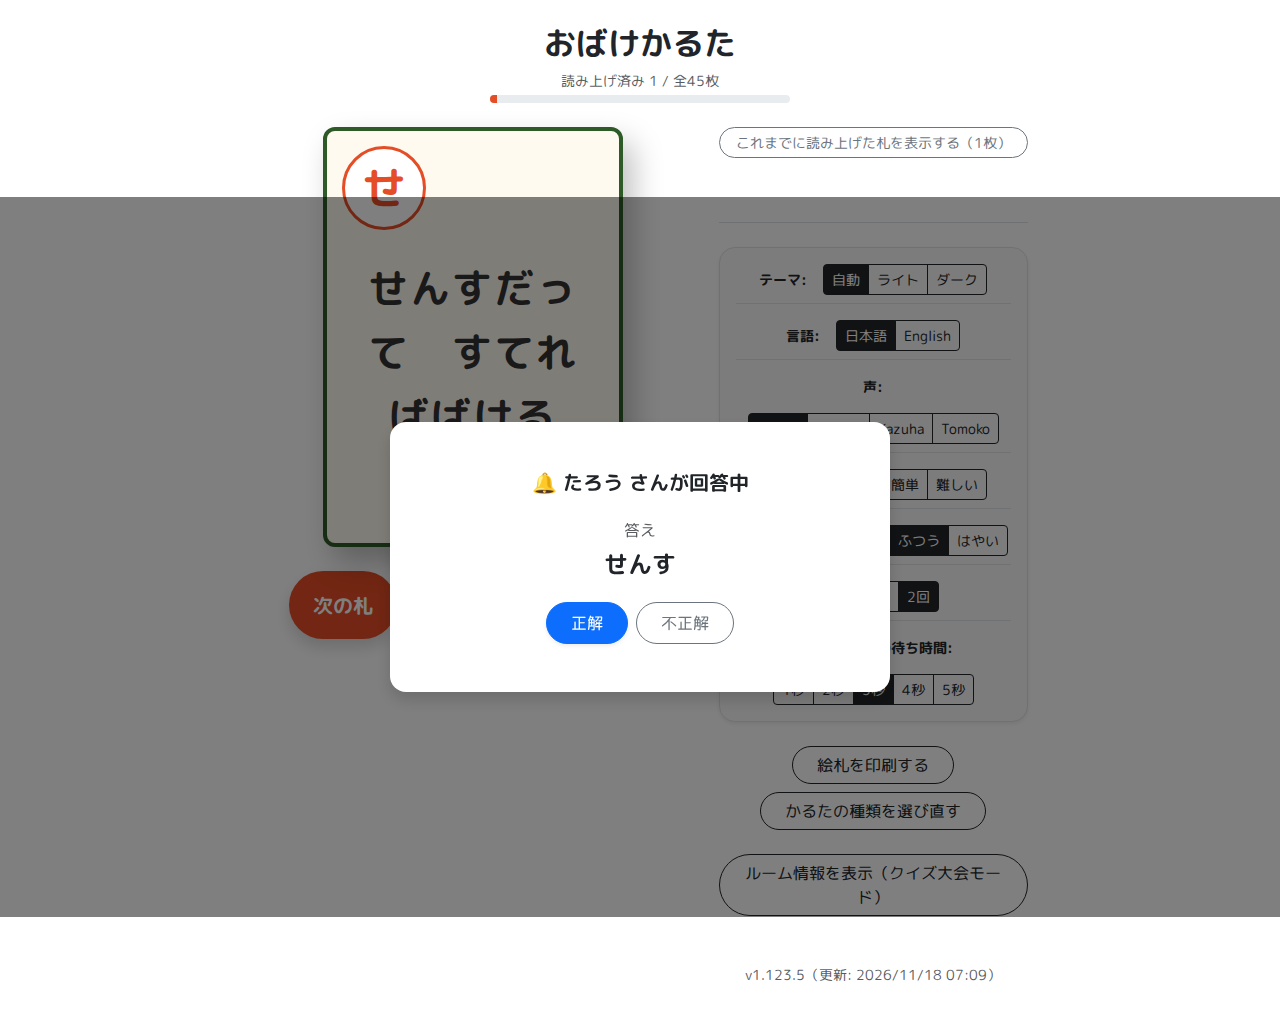 おばけかるた
読み上げ済み 1 / 全45枚
せ
せんすだっ
て　すてれ
ばばける
次の札
これまでに読み上げた札を表示する（1枚）
テーマ: 自動 ライト ダーク
言語: 日本語 English
声:
Tomoko
簡単 難しい
ふつう はやい
2回
待ち時間:
4秒 5秒
🔔 たろう さんが回答中
答え
せんす
正解 不正解
絵札を印刷する
かるたの種類を選び直す
ルーム情報を表示（クイズ大会モー
ド）
v1.123.5（更新: 2026/11/18 07:09）